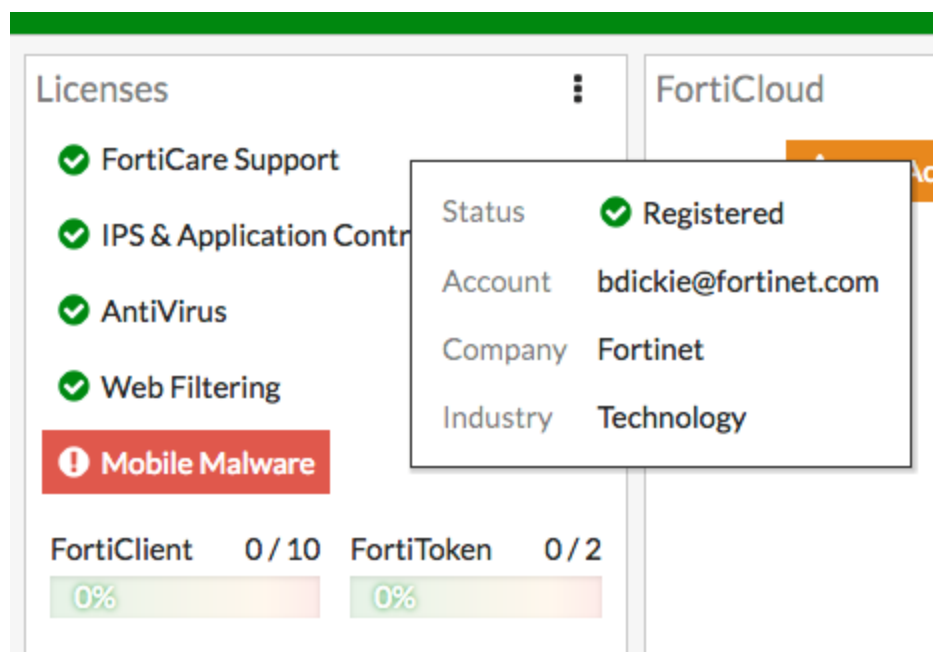 Licenses
FortiCloud
FortiCare Support
IPS & Application Contr
AntiVirus
Web Filtering
Mobile Malware
Status Registered
Account bdickie@fortinet.com
Company Fortinet
Industry Technology
FortiClient 0 / 10 FortiToken 0 / 2
0% 0%